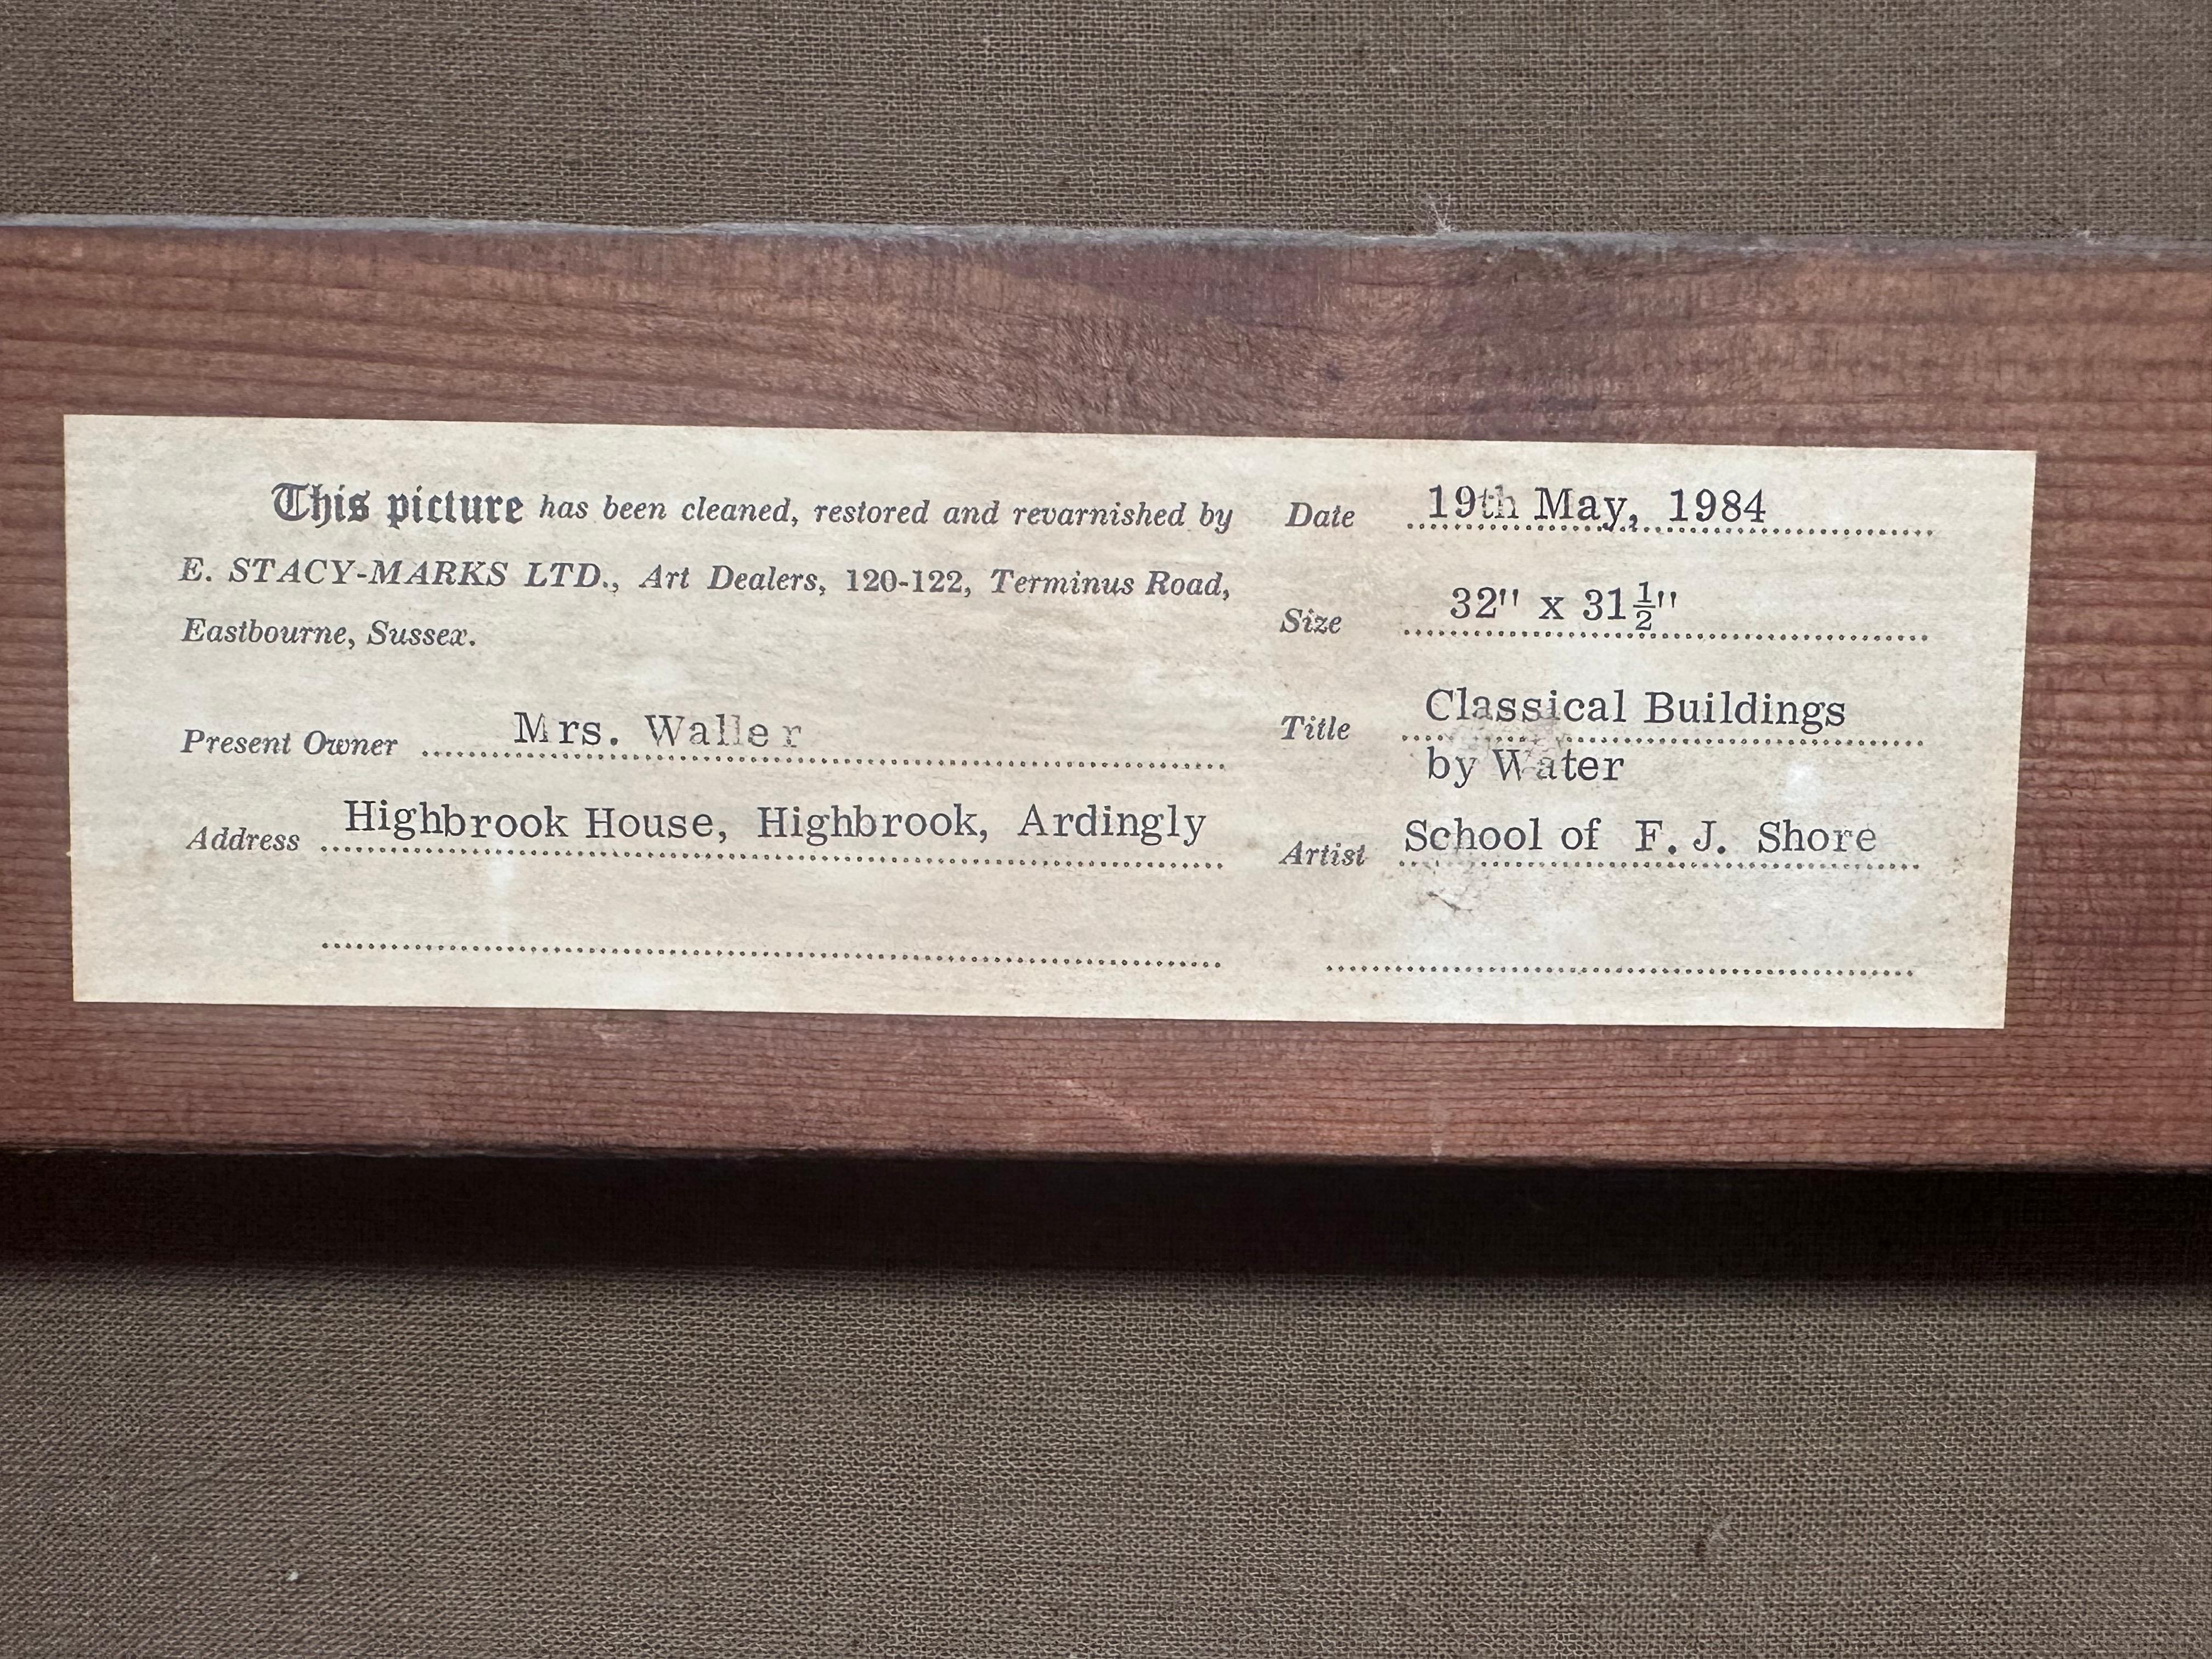 This picture has been cleaned, restored and revarnished by
E. STACY-MARKS LTD., Art Dealers, 120-122, Terminus Road,
Eastbourne, Sussex.
Present Owner Mrs. Waller
Address Highbrook House, Highbrook, Ardingly
Date 19th May, 1984
Size 32" x 31½"
Title Classical Buildings
by Water
Artist School of F. J. Shore